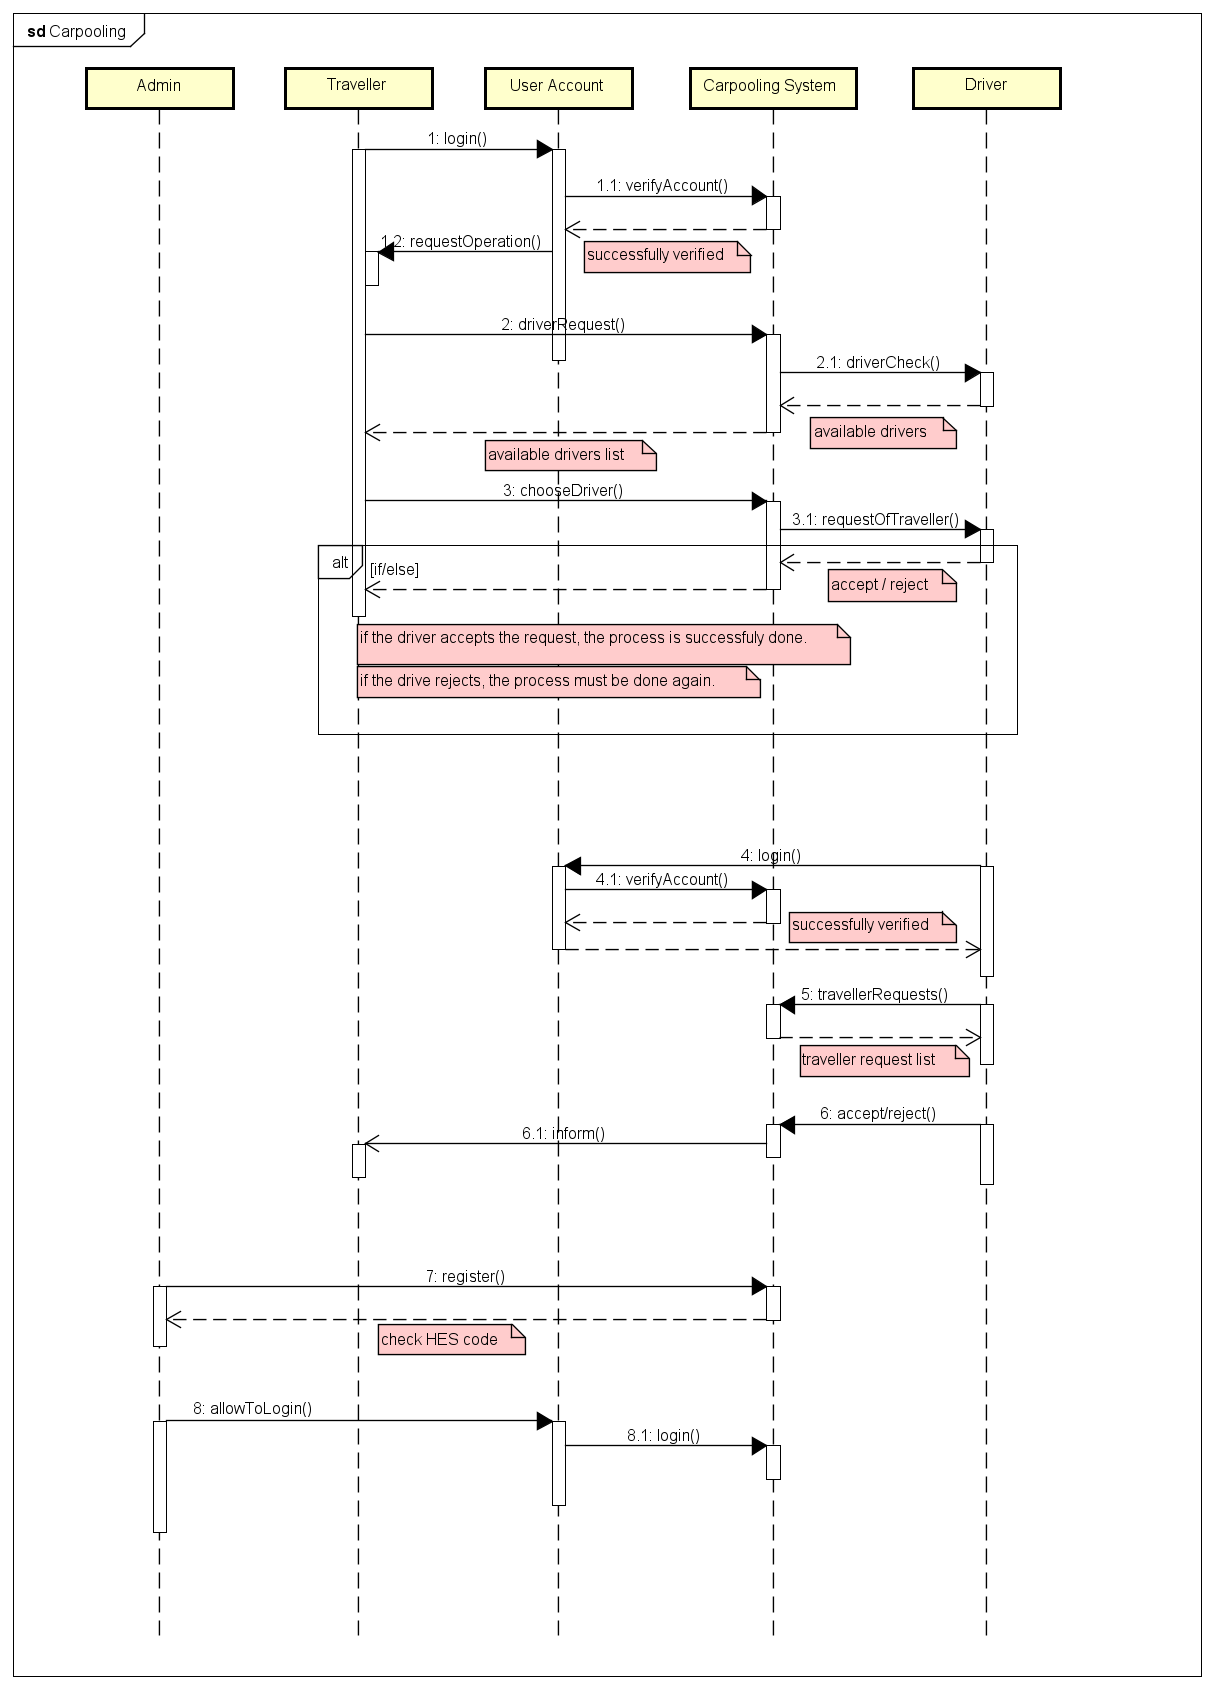 sd Carpooling
Admin
Traveller
User Account
Carpooling System
Driver
1: login()
1.1: verifyAccount()
1.2: requestOperation()
successfully verified
2: driverRequest()
2.1: driverCheck()
available drivers
available drivers list
3: chooseDriver()
3.1: requestOfTraveller()
alt
[if/else]
accept / reject
if the driver accepts the request, the process is successfuly done.
if the drive rejects, the process must be done again.
4: login()
4.1: verifyAccount()
successfully verified
5: travellerRequests()
traveller request list
6: accept/reject()
6.1: inform()
7: register()
check HES code
8: allowToLogin()
8.1: login()